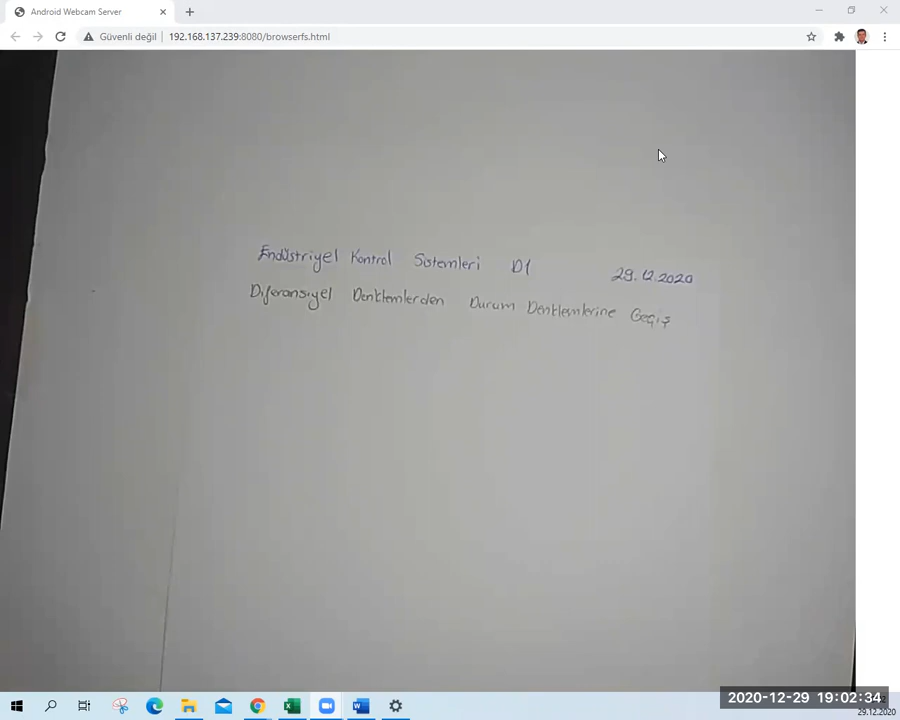 Android Webcam Server
Güvenli değil
192.168.137.239:8080/browserfs.html
Endüstriyel Kontrol Sistemleri D1 29.12.2020
Diferansiyel Denklemlerden Durum Denklemlerine Geçiş
2020-12-29 19:02:34
29.12.2020